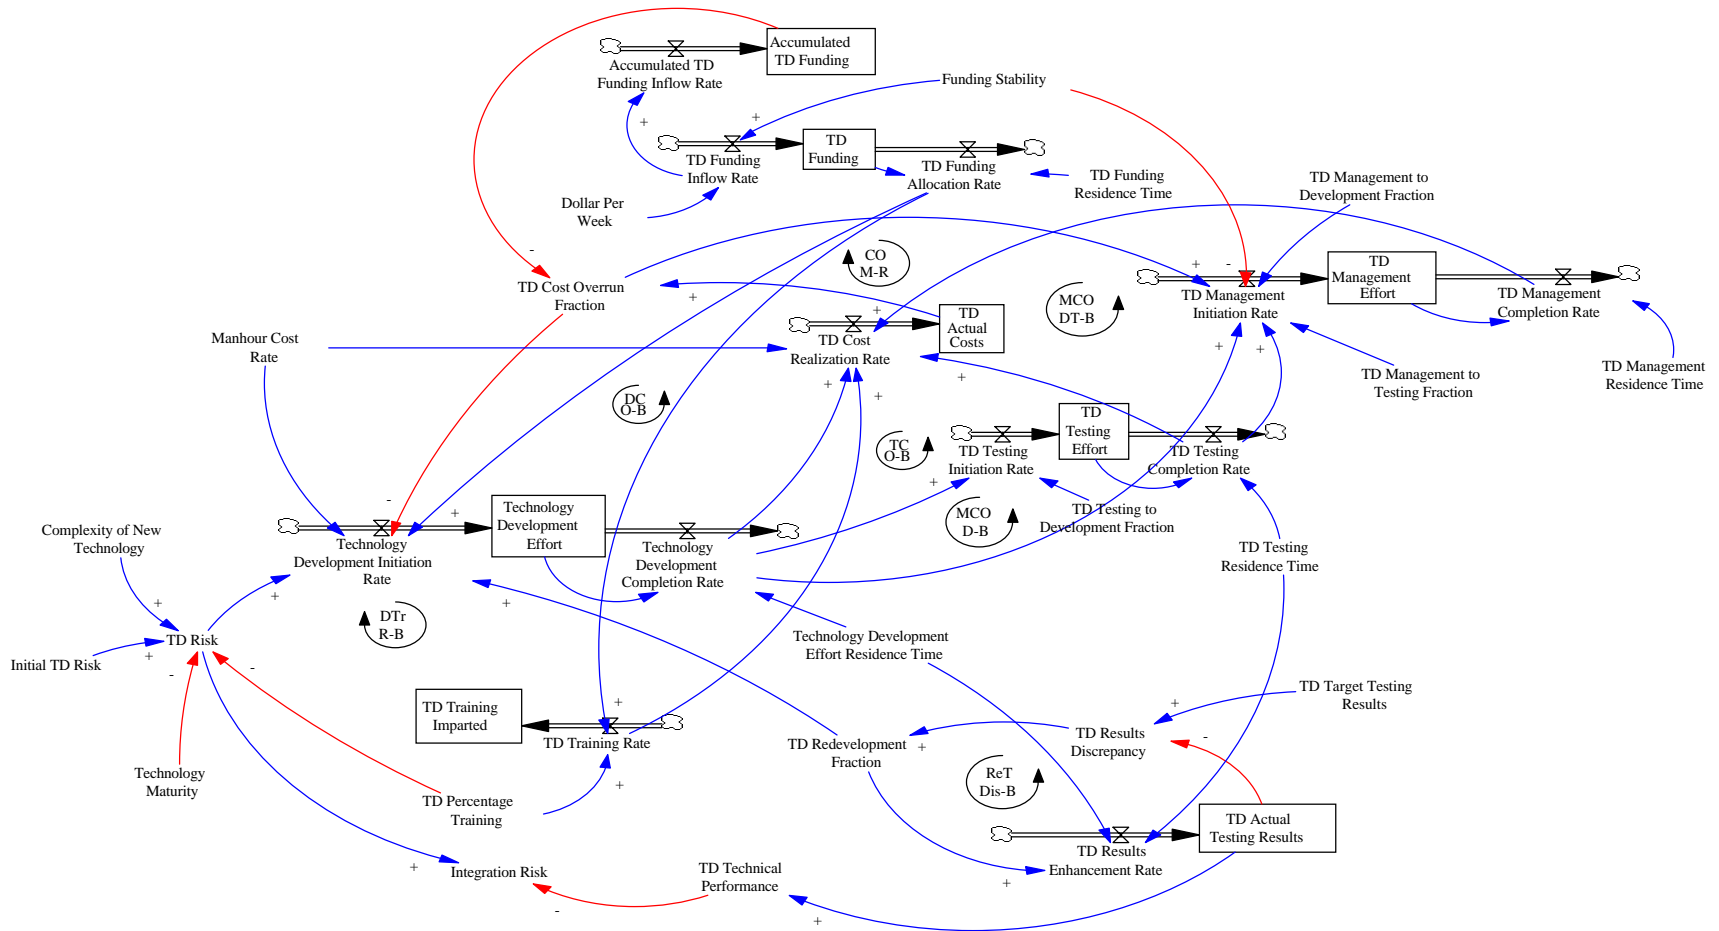 Accumulated
TD Funding
Accumulated TD
Funding Inflow Rate
Funding Stability
+
+
TD
Funding
TD Funding
Inflow Rate
TD Funding
Allocation Rate
TD Funding
Residence Time
TD Management to
Development Fraction
Dollar Per
Week
-
CO
M-R
+
-
TD
Management
Effort
TD Cost Overrun
Fraction
+
MCO
DT-B
TD Management
Initiation Rate
TD Management
Completion Rate
+
TD
Actual
Costs
Manhour Cost
Rate
TD Cost
Realization Rate
+
+
+
TD Management
Residence Time
TD Management to
Testing Fraction
+
+
DC
O-B
TD
Testing
Effort
TC
O-B
TD Testing
Initiation Rate
TD Testing
Completion Rate
+
-
+
Technology
Development
Effort
MCO
D-B
TD Testing to
Development Fraction
Complexity of New
Technology
Technology
Development Initiation
Rate
Technology
Development
Completion Rate
TD Testing
Residence Time
+
+
+
DTr
R-B
TD Risk
Technology Development
Effort Residence Time
Initial TD Risk
+
-
-
TD Target Testing
Results
+
+
TD Training
Imparted
TD Training Rate
TD Redevelopment
Fraction
+
TD Results
Discrepancy
-
Technology
Maturity
ReT
Dis-B
+
TD Percentage
Training
TD Actual
Testing Results
TD Results
Enhancement Rate
+
Integration Risk
TD Technical
Performance
+
-
+